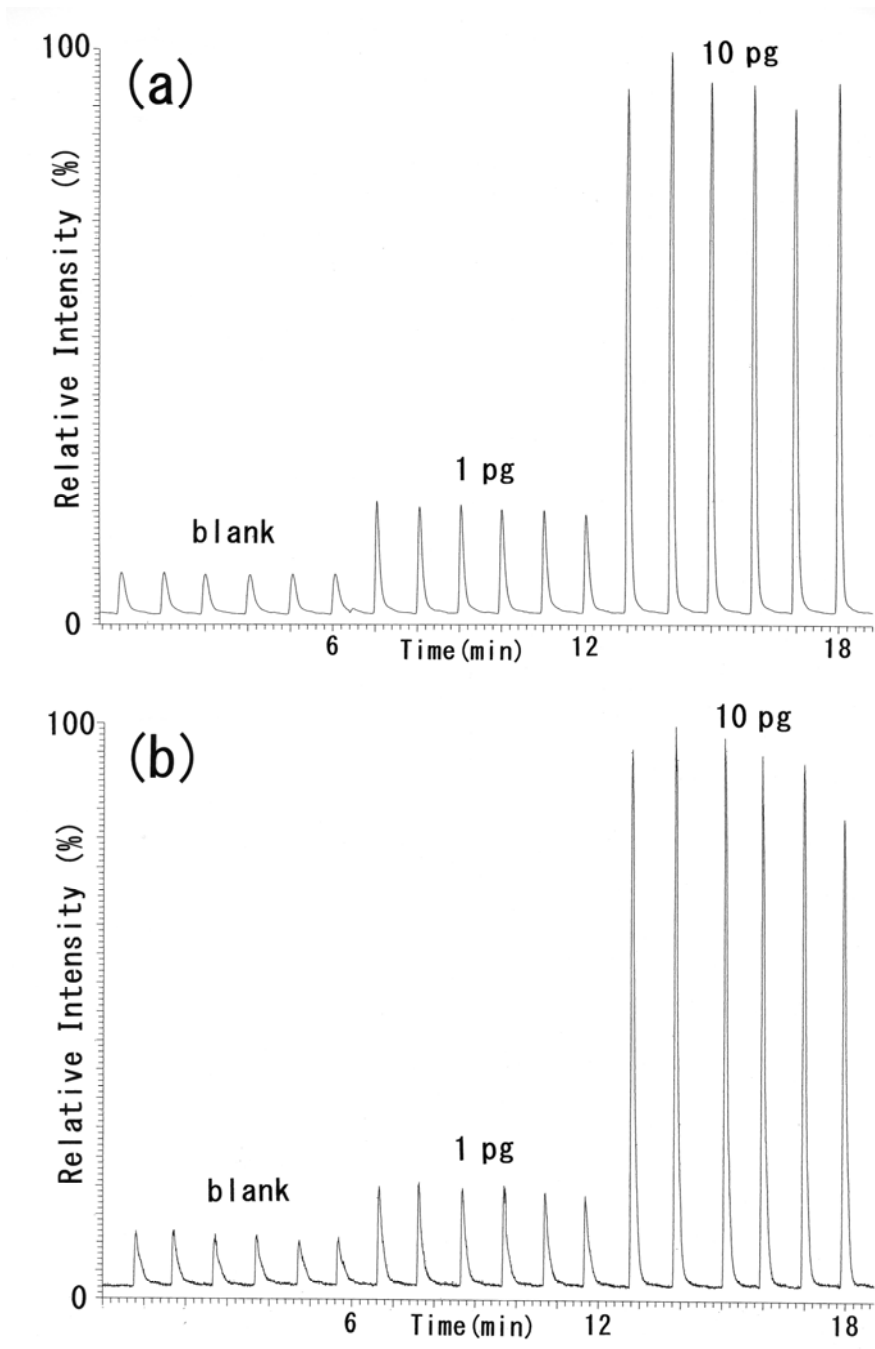 100
(a)
10 pg
Relative Intensity (%)
1 pg
blank
0
6
Time(min)
12
18
100
(b)
10 pg
Relative Intensity (%)
1 pg
blank
0
6
Time(min)
12
18